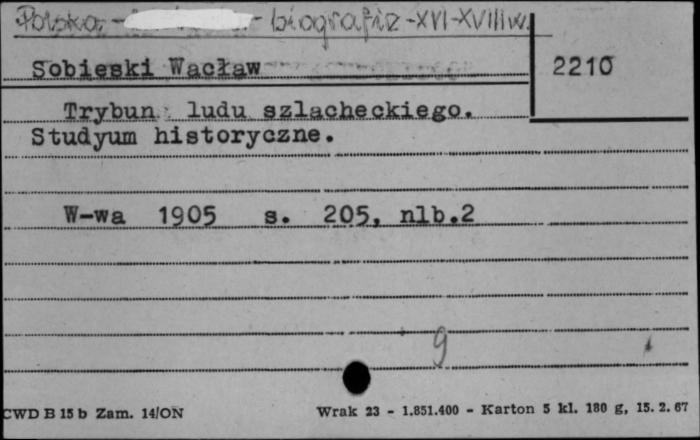 Polska - - biografie - XVI-XVIII w.
Sobieski Wacław
2210
Trybun ludu szlacheckiego.
Studyum historyczne.
W-wa 1905 s. 205, nlb.2
9
CWD B 15 b Zam. 14/ON
Wrak 23 - 1.851.400 - Karton 5 kl. 180 g, 15. 2. 67